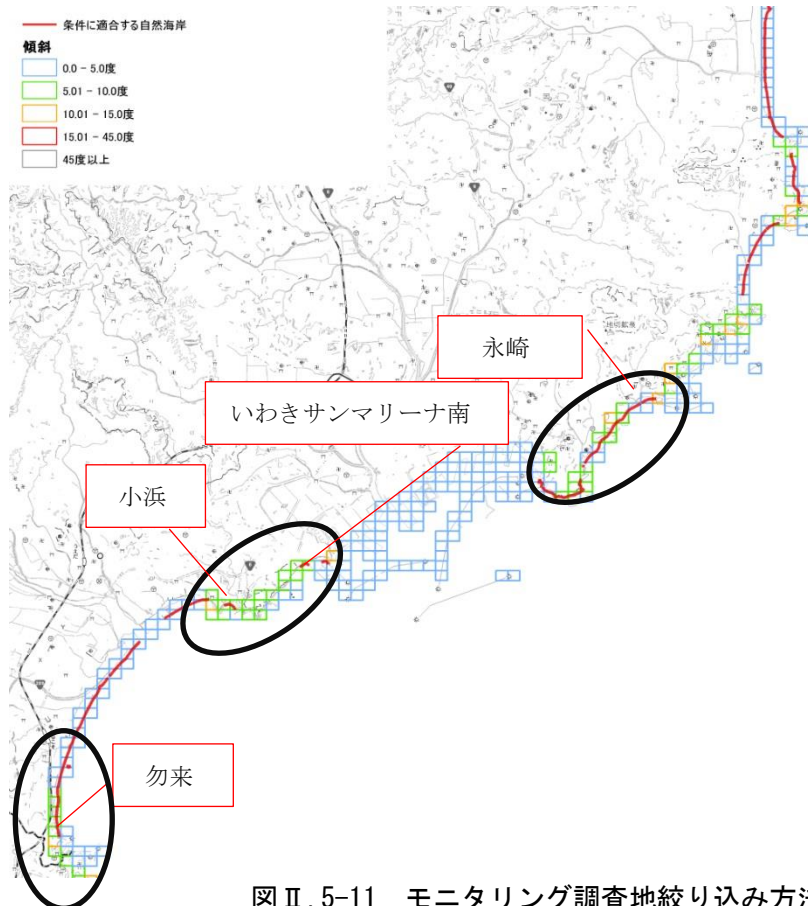 条件に適合する自然海岸
傾斜
0.0 - 5.0度
5.01 - 10.0度
10.01 - 15.0度
15.01 - 45.0度
45度以上
永崎
いわきサンマリーナ南
小浜
勿来
図Ⅱ.5-11 モニタリング調査地絞り込み方法